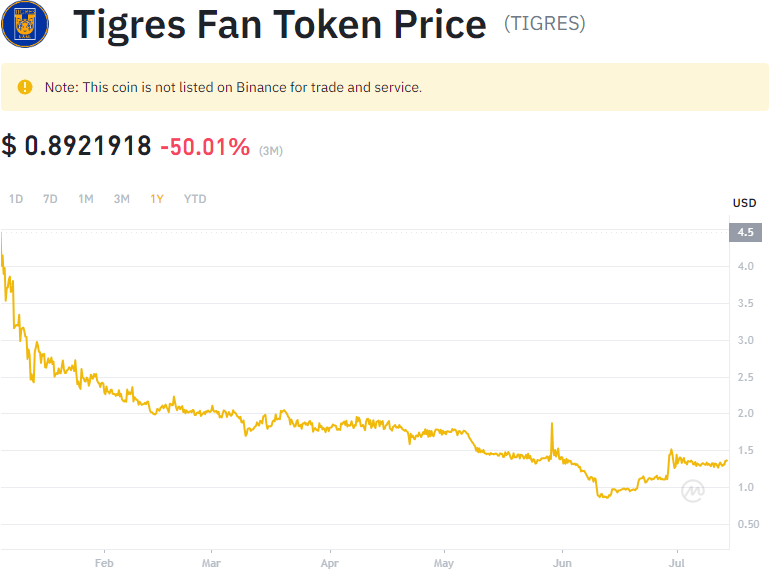 Tigres Fan Token Price (TIGRES)
Note: This coin is not listed on Binance for trade and service.
$ 0.8921918 -50.01% (3M)
1D 7D 1M 3M 1Y YTD
USD
4.5
4.0
3.5
3.0
2.5
2.0
1.5
1.0
0.50
Feb Mar Apr May Jun Jul